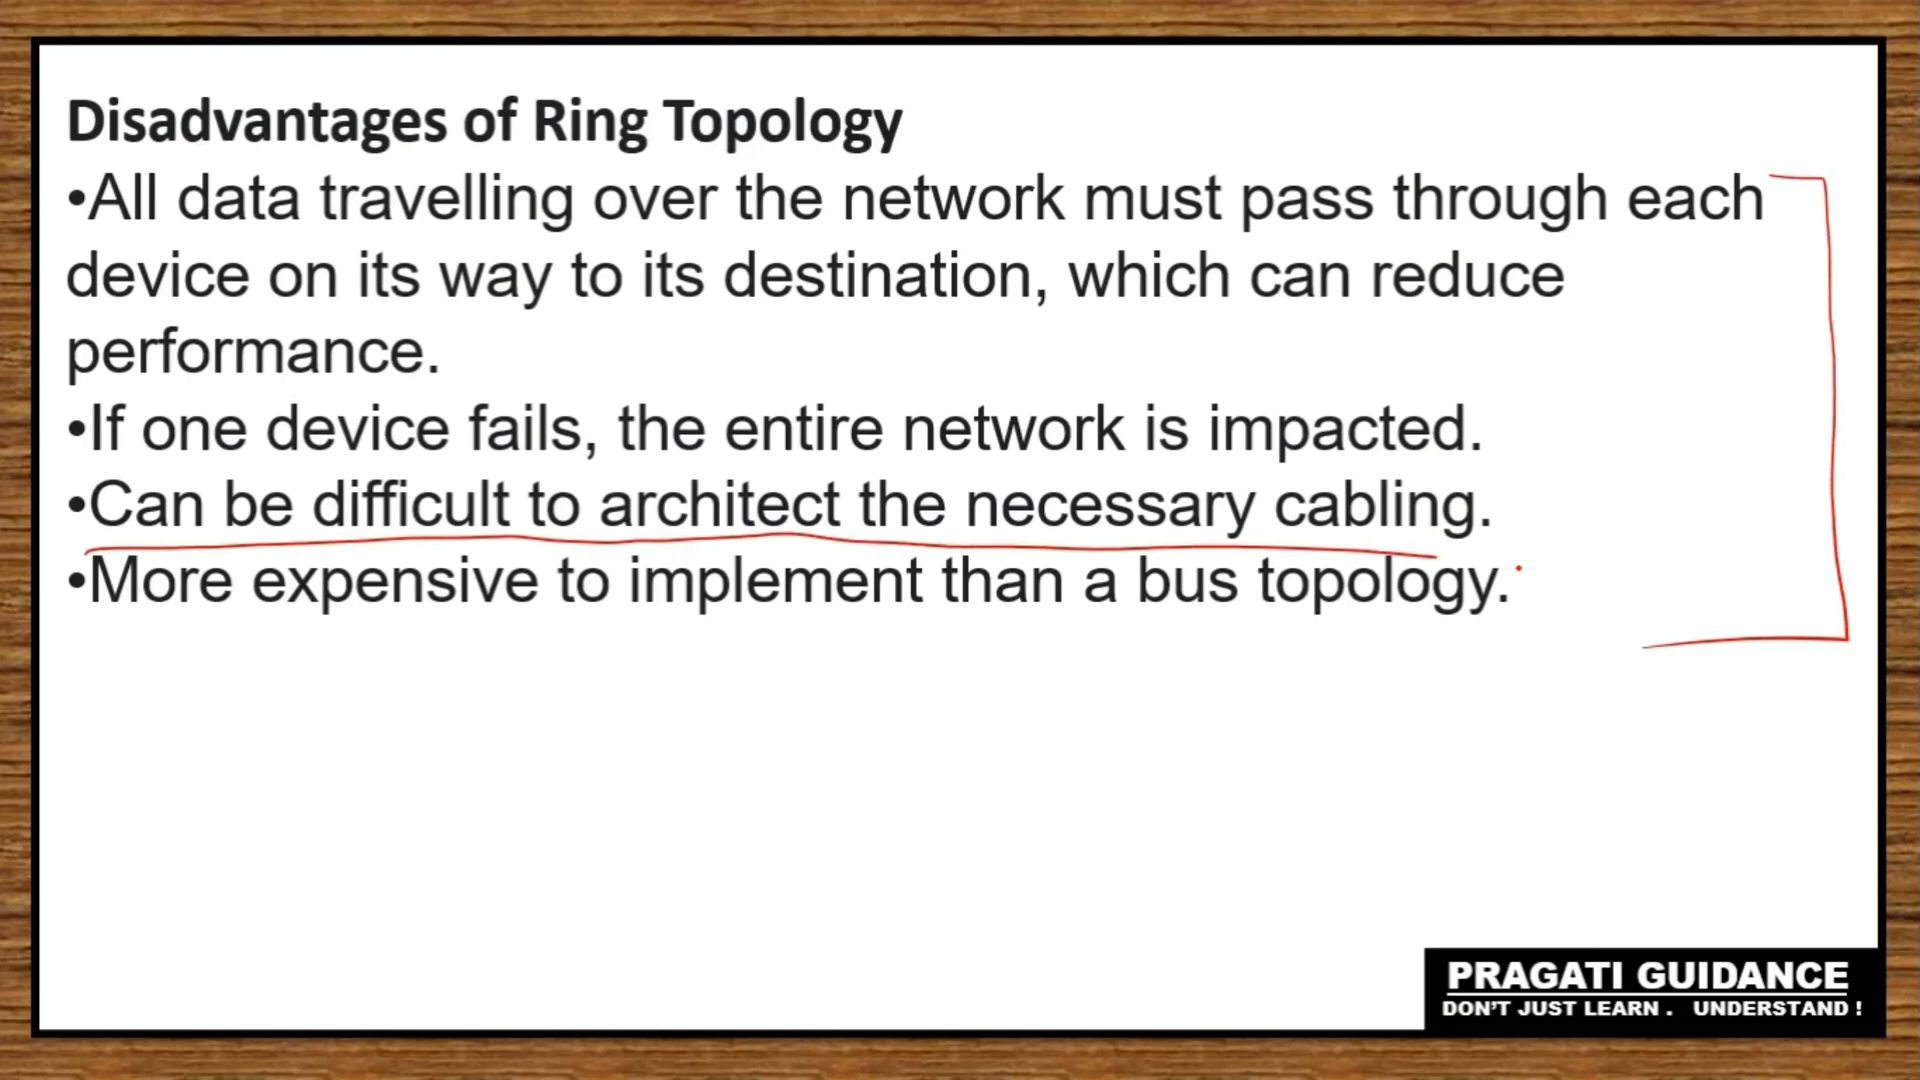 Disadvantages of Ring Topology
•All data travelling over the network must pass through each
device on its way to its destination, which can reduce
performance.
•If one device fails, the entire network is impacted.
•Can be difficult to architect the necessary cabling.
•More expensive to implement than a bus topology.
PRAGATI GUIDANCE
DON'T JUST LEARN . UNDERSTAND !